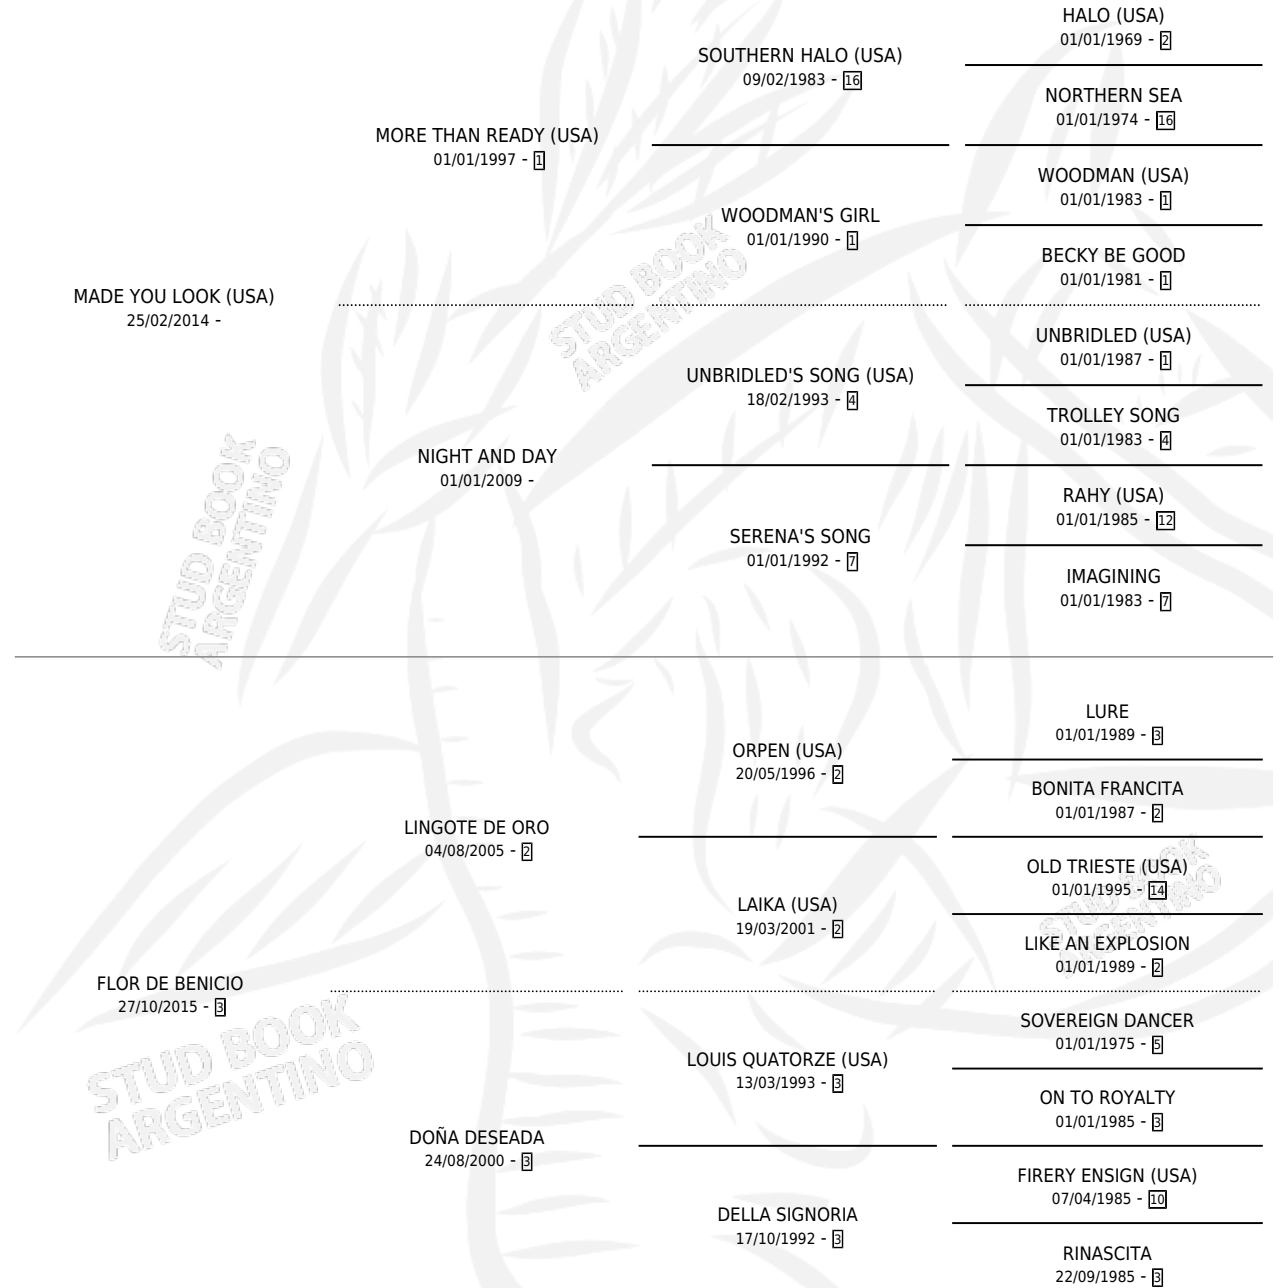 HALO (USA)
01/01/1969 - 2
SOUTHERN HALO (USA)
09/02/1983 - 16
NORTHERN SEA
01/01/1974 - 16
MORE THAN READY (USA)
01/01/1997 - 1
WOODMAN (USA)
01/01/1983 - 1
WOODMAN'S GIRL
01/01/1990 - 1
BECKY BE GOOD
01/01/1981 - 1
MADE YOU LOOK (USA)
25/02/2014 -
UNBRIDLED (USA)
01/01/1987 - 1
UNBRIDLED'S SONG (USA)
18/02/1993 - 4
TROLLEY SONG
01/01/1983 - 4
NIGHT AND DAY
01/01/2009 -
RAHY (USA)
01/01/1985 - 12
SERENA'S SONG
01/01/1992 - 7
IMAGINING
01/01/1983 - 7
LURE
01/01/1989 - 3
ORPEN (USA)
20/05/1996 - 2
BONITA FRANCITA
01/01/1987 - 2
LINGOTE DE ORO
04/08/2005 - 2
OLD TRIESTE (USA)
01/01/1995 - 14
LAIKA (USA)
19/03/2001 - 2
LIKE AN EXPLOSION
01/01/1989 - 2
FLOR DE BENICIO
27/10/2015 - 3
SOVEREIGN DANCER
01/01/1975 - 5
LOUIS QUATORZE (USA)
13/03/1993 - 3
ON TO ROYALTY
01/01/1985 - 3
DOÑA DESEADA
24/08/2000 - 3
FIRERY ENSIGN (USA)
07/04/1985 - 10
DELLA SIGNORIA
17/10/1992 - 3
RINASCITA
22/09/1985 - 3
STUD BOOK
ARGENTINO
STUD BOOK
ARGENTINO
STUD BOOK
ARGENTINO
STUD BOOK
ARGENTINO